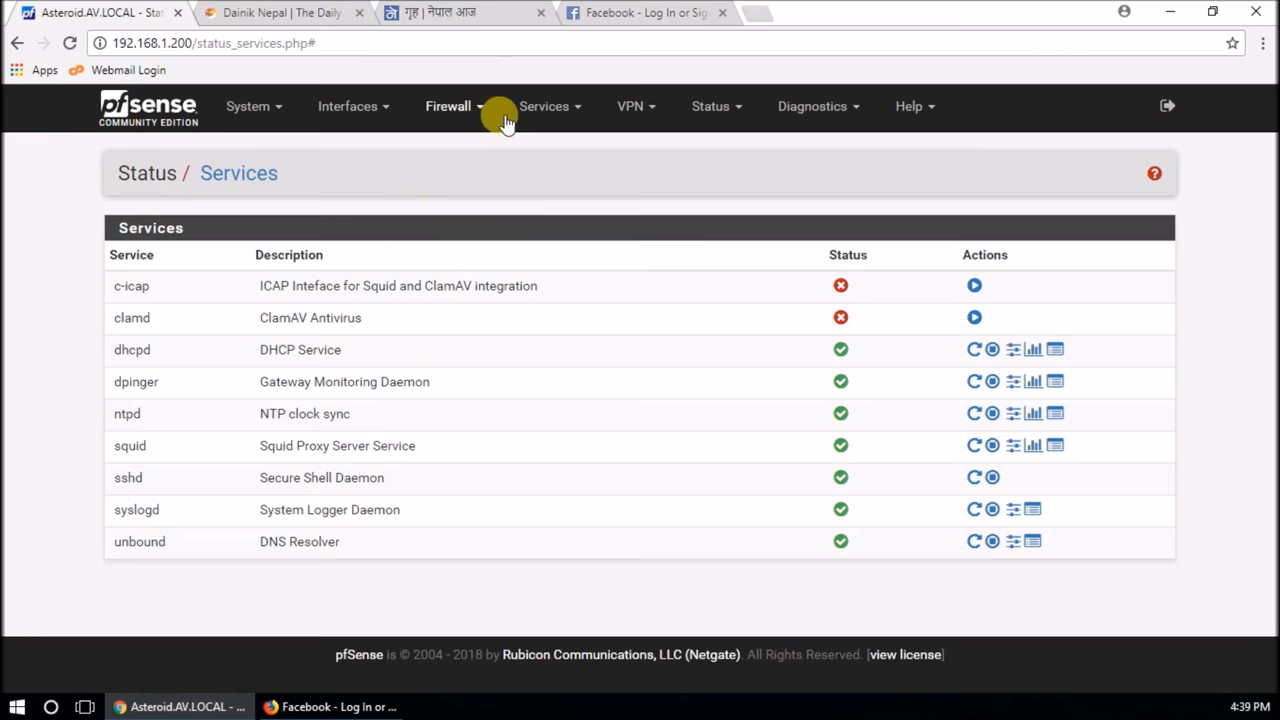 Asteroid.AV.LOCAL - Stat
Dainik Nepal | The Daily
ने गृह | नेपाल आज
Facebook - Log In or Sig
192.168.1.200/status_services.php#
Apps
Webmail Login
pfsense
COMMUNITY EDITION
System
Interfaces
Firewall
Services
VPN
Status
Diagnostics
Help
Status / Services
Services
Service Description Status Actions
c-icap ICAP Inteface for Squid and ClamAV integration
clamd ClamAV Antivirus
dhcpd DHCP Service
dpinger Gateway Monitoring Daemon
ntpd NTP clock sync
squid Squid Proxy Server Service
sshd Secure Shell Daemon
syslogd System Logger Daemon
unbound DNS Resolver
pfSense is © 2004 - 2018 by Rubicon Communications, LLC (Netgate). All Rights Reserved. [view license]
Asteroid.AV.LOCAL - ...
Facebook - Log In or ...
4:39 PM